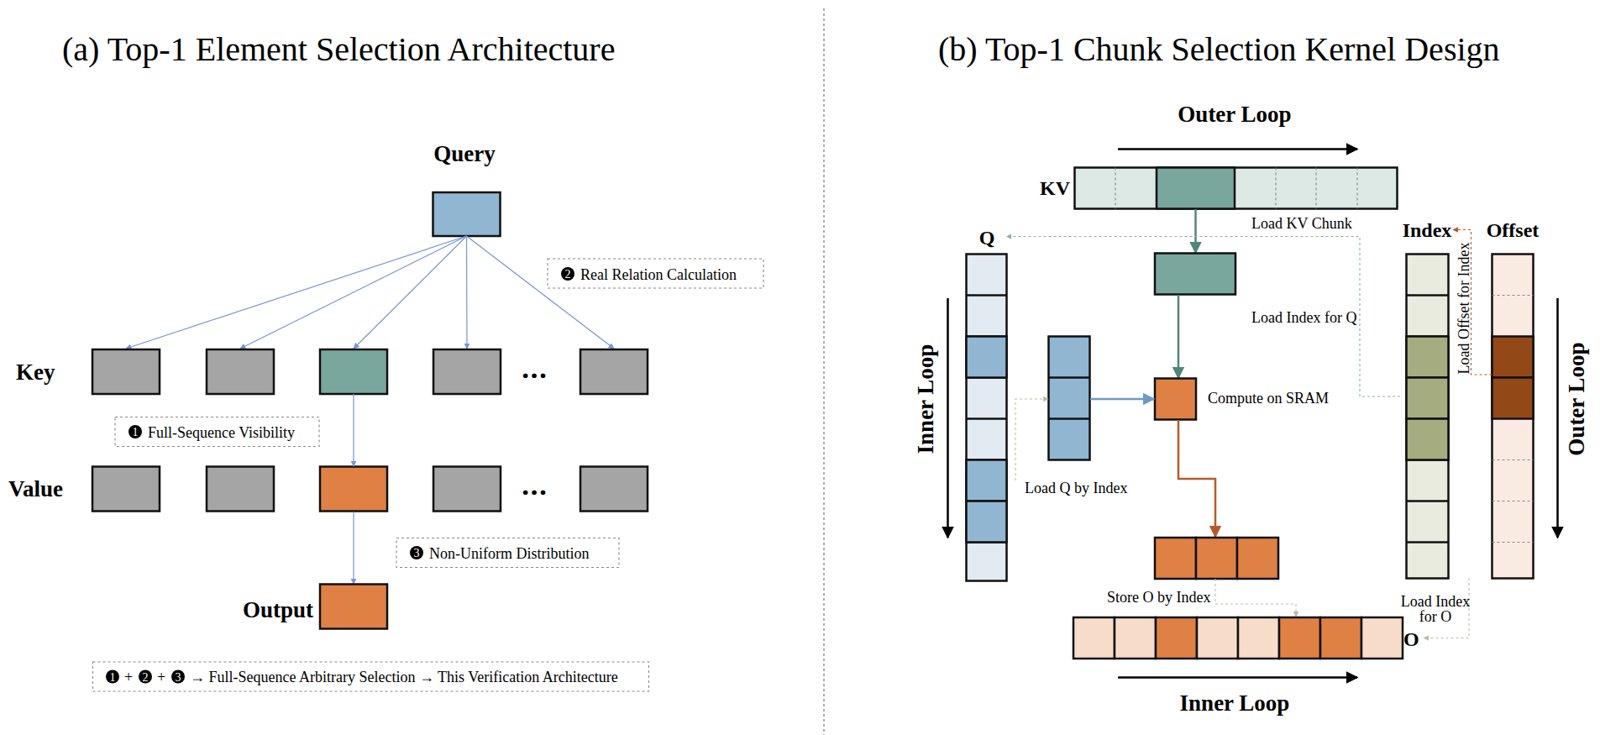 (a) Top-1 Element Selection Architecture
Query
❷ Real Relation Calculation
Key
...
❶ Full-Sequence Visibility
Value
...
❸ Non-Uniform Distribution
Output
❶ + ❷ + ❸ → Full-Sequence Arbitrary Selection → This Verification Architecture
(b) Top-1 Chunk Selection Kernel Design
Outer Loop
KV
Load KV Chunk
Q
Index
Offset
Load Offset for Index
Load Index for Q
Inner Loop
Outer Loop
Compute on SRAM
Load Q by Index
Store O by Index
Load Index
for O
O
Inner Loop